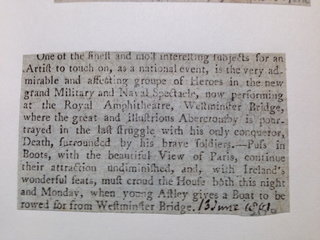 One of the finest and most interesting subjects for an
Artist to touch on, as a national event, is the very ad-
mirable and affecting groupe of Heroes in the new
grand Military and Naval Spectacle, now performing
at the Royal Amphitheatre, Westminster Bridge,
where the great and illustrious Abercromby is pour-
trayed in the last struggle with his only conqueror,
Death, surrounded by his brave soldiers.—Puss in
Boots, with the beautiful View of Paris, continue
their attraction undiminished, and, with Ireland's
wonderful feats, must croud the House both this night
and Monday, when young Astley gives a Boat to be
rowed for from Westminster Bridge. 13 June